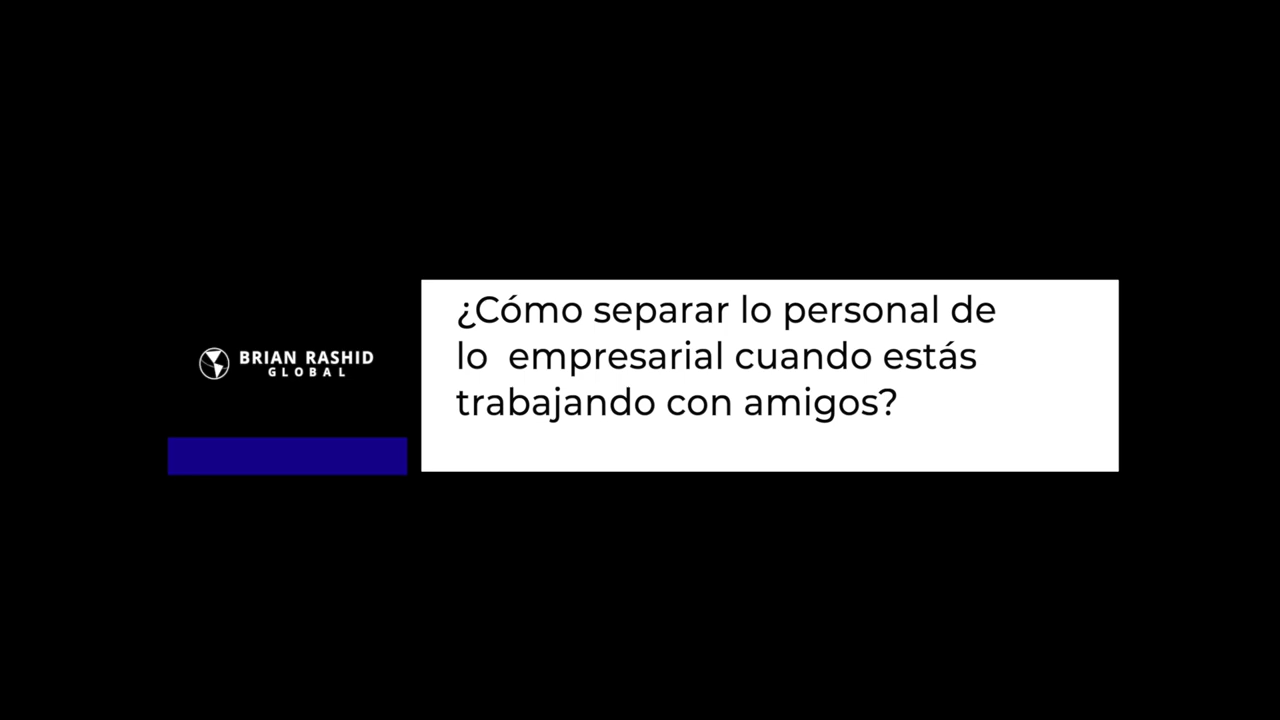 BRIAN RASHID
GLOBAL
¿Cómo separar lo personal de
lo  empresarial cuando estás
trabajando con amigos?